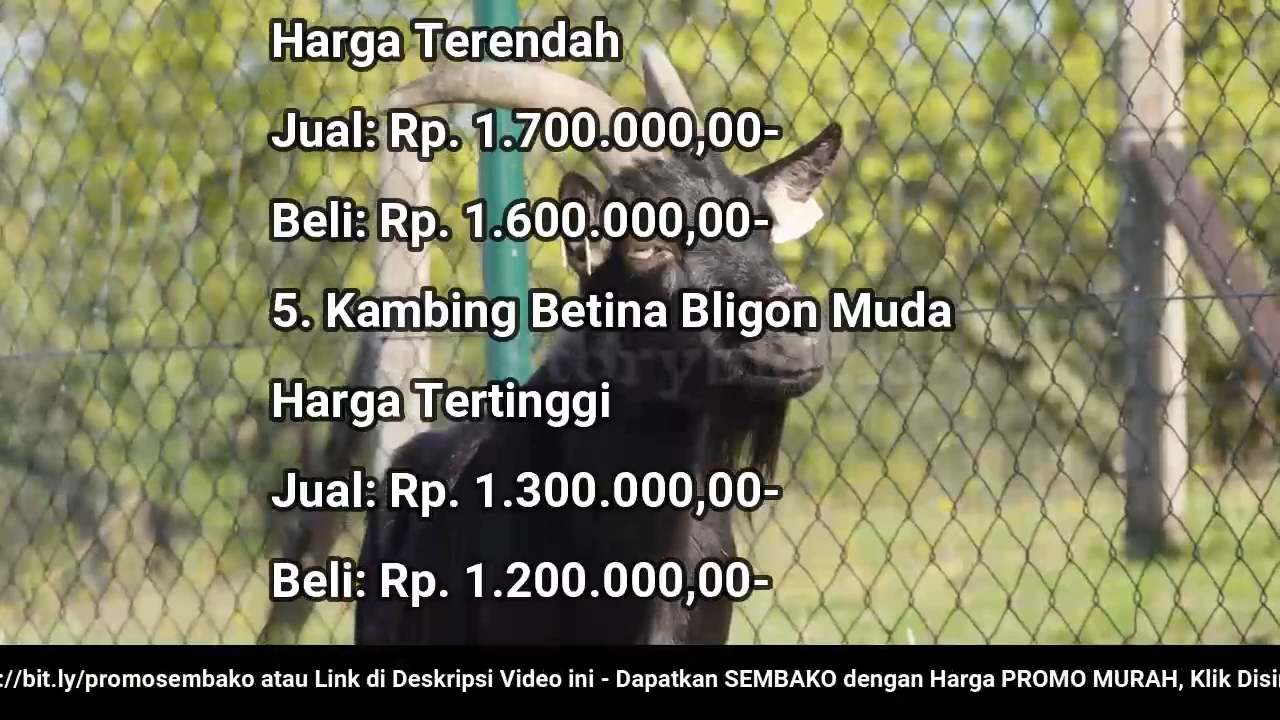 Harga Terendah
Jual: Rp. 1.700.000,00-
Beli: Rp. 1.600.000,00-
5. Kambing Betina Bligon Muda
Harga Tertinggi
Jual: Rp. 1.300.000,00-
Beli: Rp. 1.200.000,00-
://bit.ly/promosembako atau Link di Deskripsi Video ini - Dapatkan SEMBAKO dengan Harga PROMO MURAH, Klik Disi